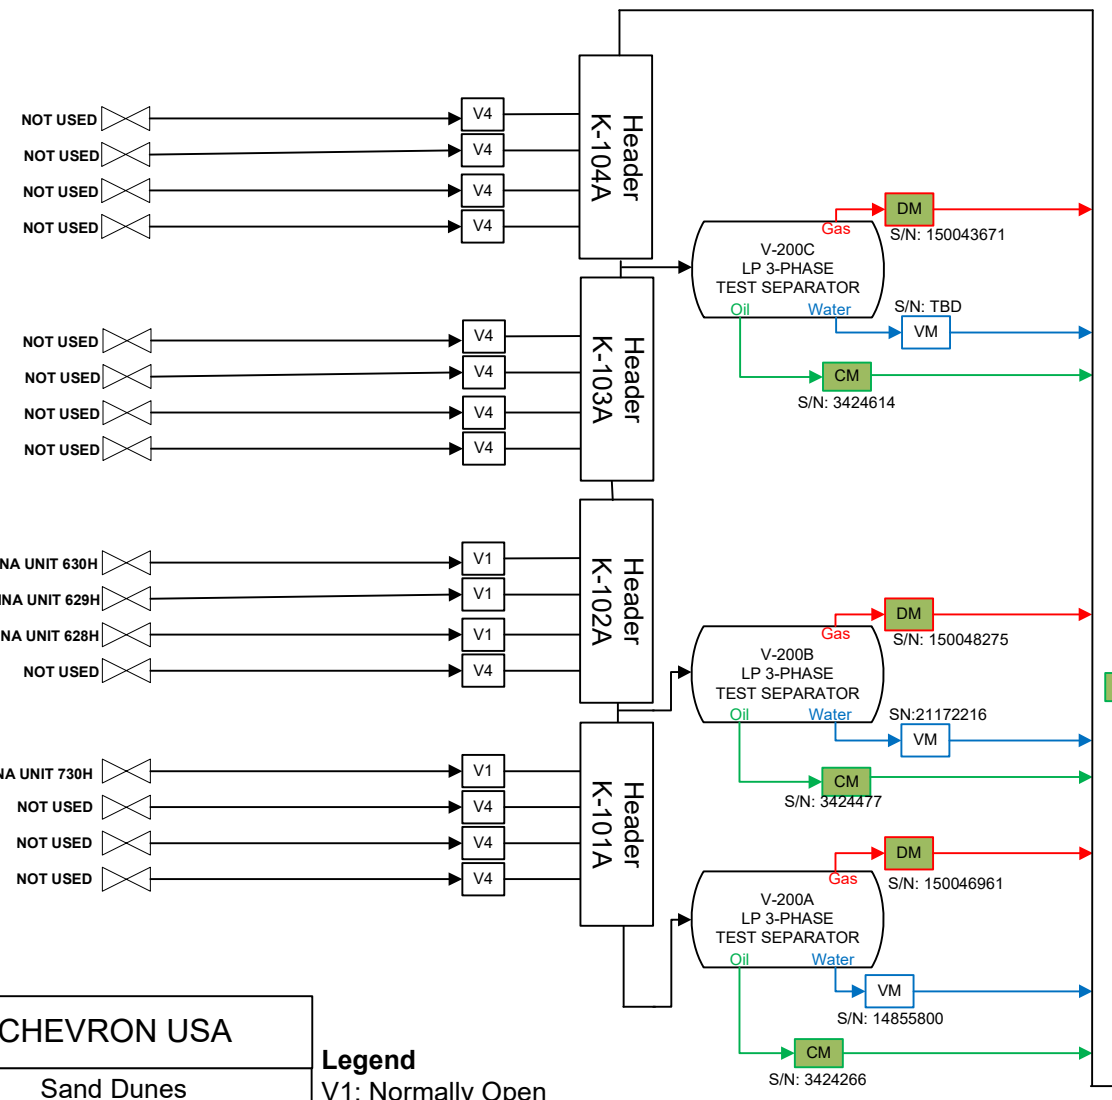 NOT USED V4
NOT USED V4
NOT USED V4
NOT USED V4
Header
K-104A
DM
Gas
S/N: 150043671
V-200C
LP 3-PHASE
TEST SEPARATOR
Oil Water
S/N: TBD
VM
CM
S/N: 3424614
NOT USED V4
NOT USED V4
NOT USED V4
NOT USED V4
Header
K-103A
NA UNIT 630H V1
NA UNIT 629H V1
NA UNIT 628H V1
NOT USED V4
Header
K-102A
DM
Gas
S/N: 150048275
V-200B
LP 3-PHASE
TEST SEPARATOR
Oil Water
SN:21172216
VM
CM
S/N: 3424477
NA UNIT 730H V1
NOT USED V4
NOT USED V4
NOT USED V4
Header
K-101A
DM
Gas
S/N: 150046961
V-200A
LP 3-PHASE
TEST SEPARATOR
Oil Water
VM
S/N: 14855800
CM
S/N: 3424266
CHEVRON USA
Sand Dunes
Legend
V1: Normally Open